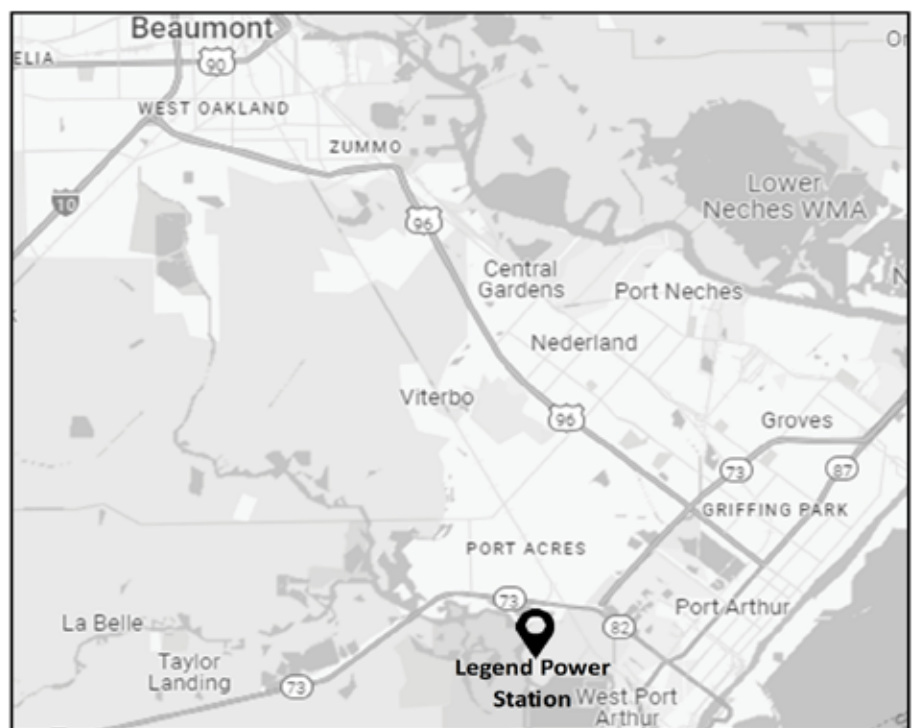 Beaumont
ELIA
90
WEST OAKLAND
ZUMMO
10
96
Lower
Neches WMA
Central
Gardens
Port Neches
Nederland
Viterbo
96
Groves
73
87
GRIFFING PARK
PORT ACRES
73
Port Arthur
82
La Belle
Taylor
Landing
73
Legend Power
Station
West Port
Arthur